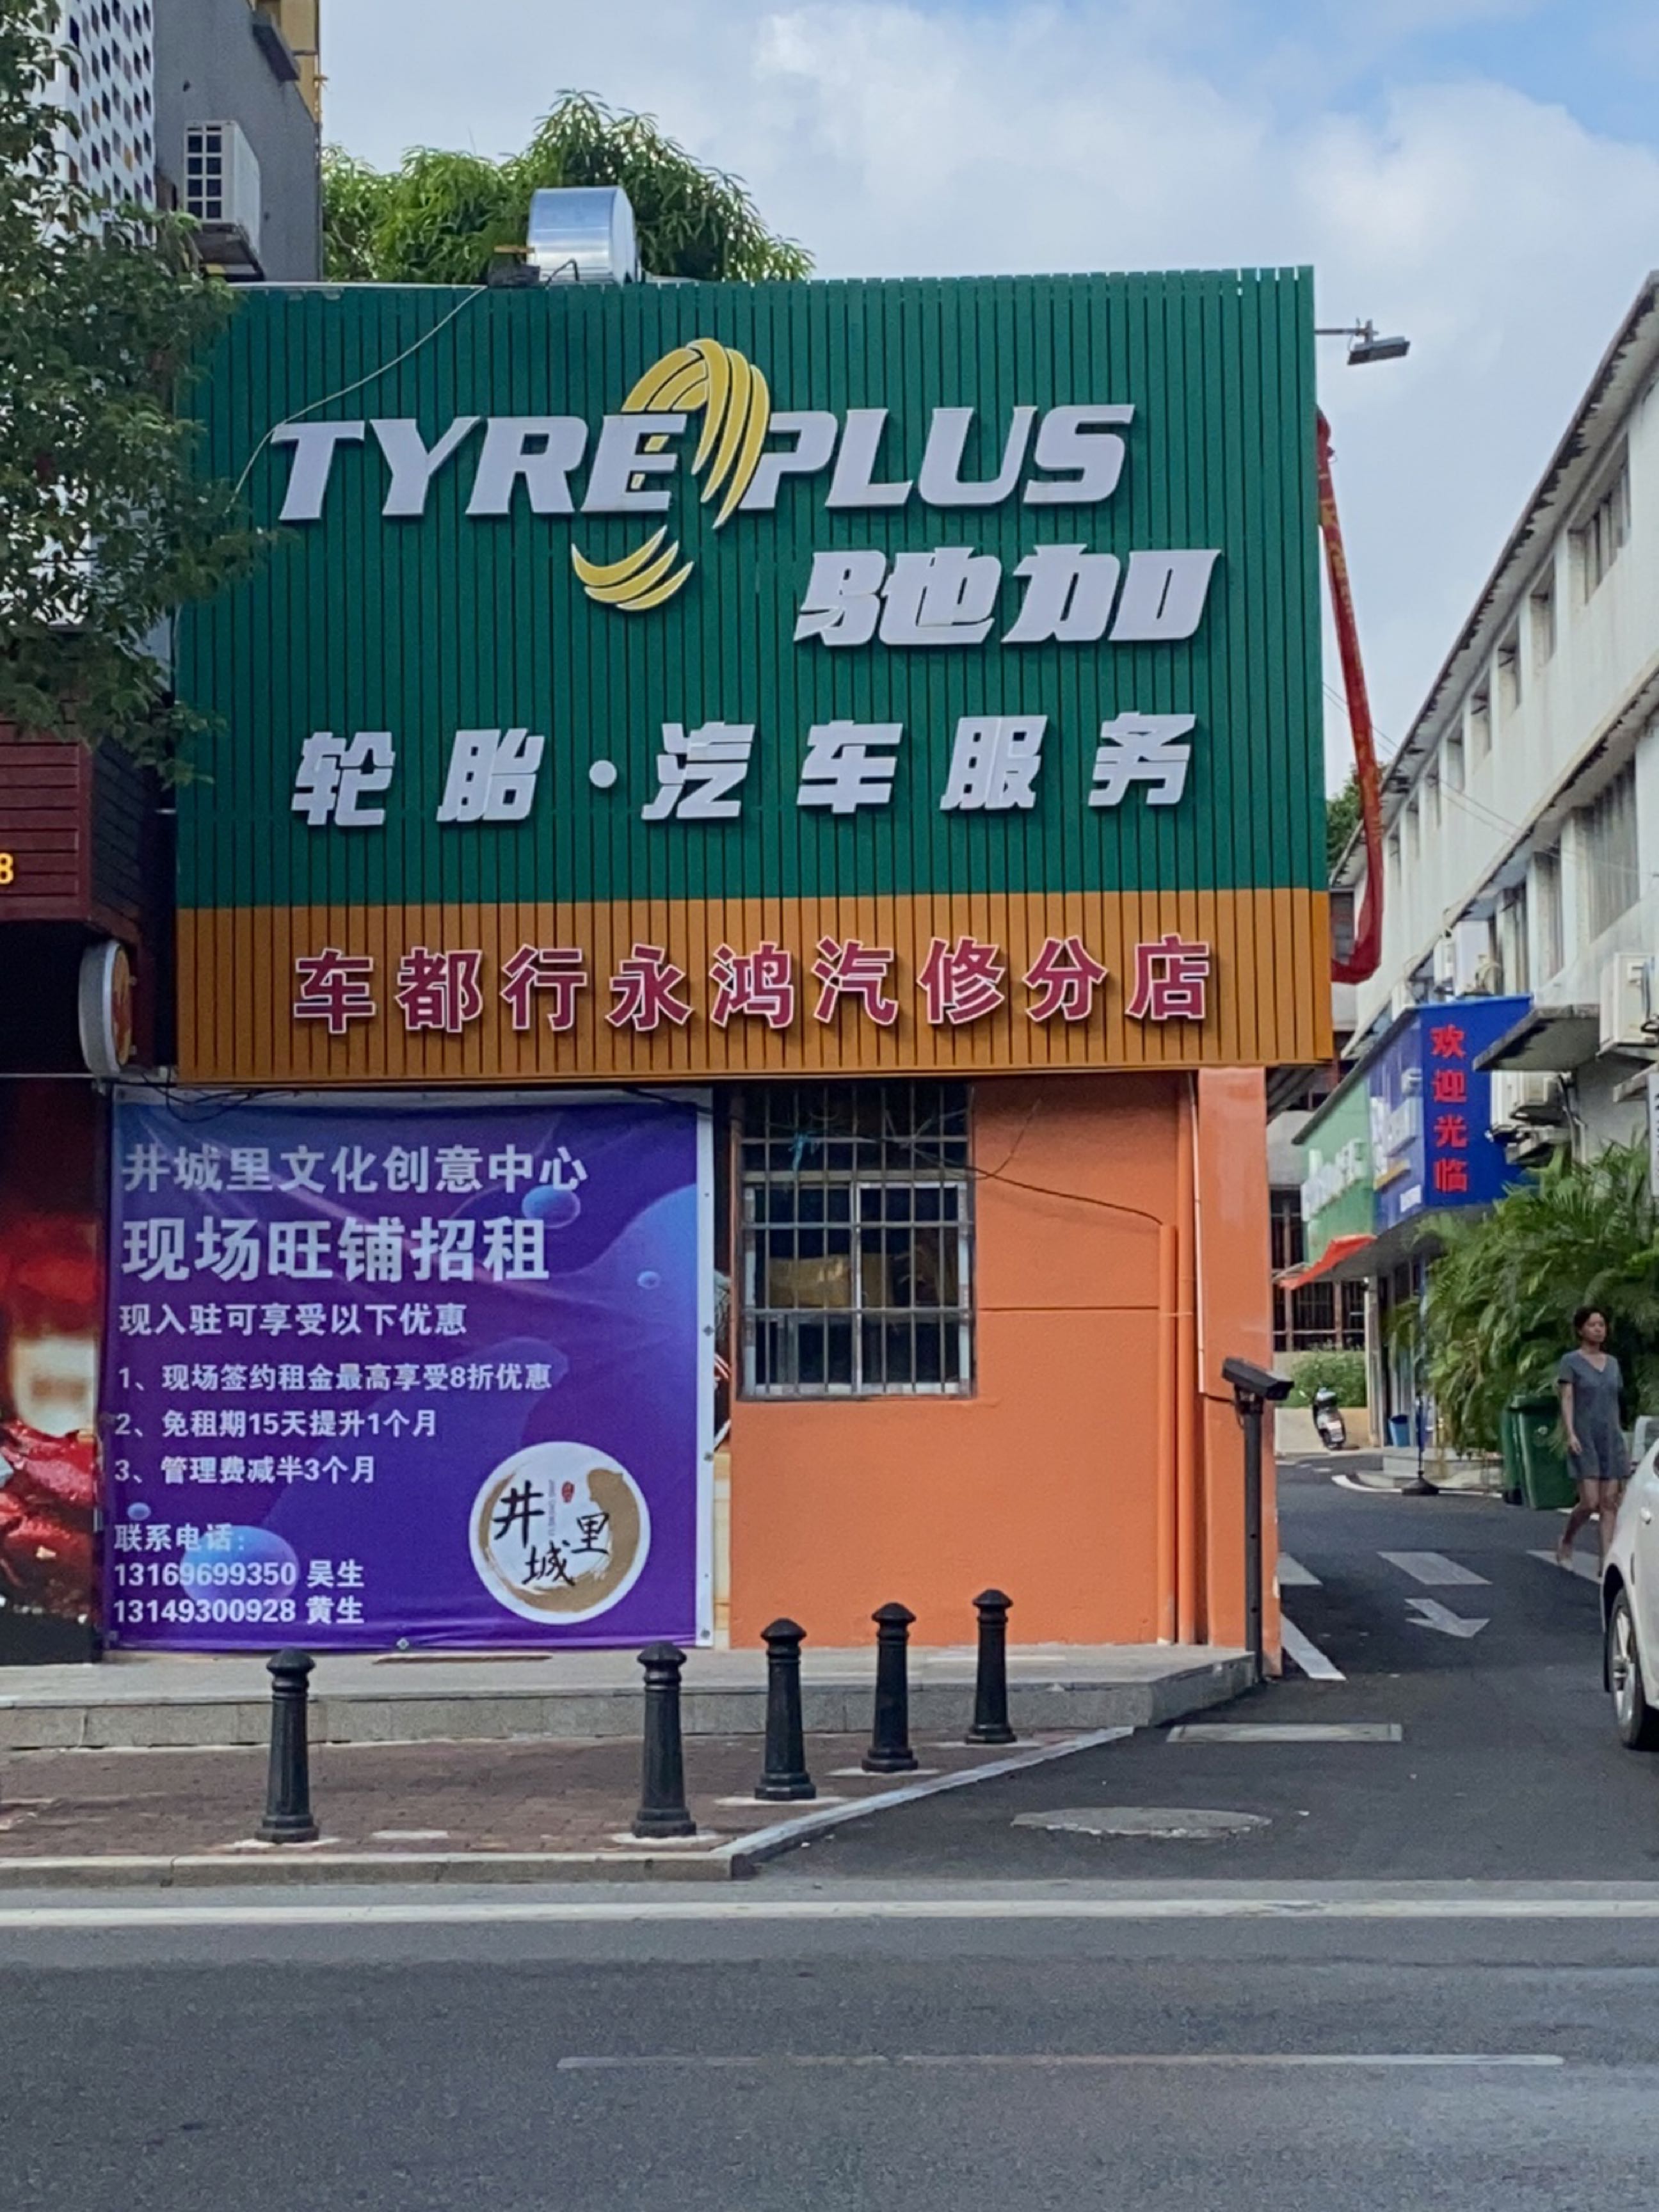 TYREPLUS
驰加
轮胎·汽车服务
车都行永鸿汽修分店
8
欢迎光临
井城里文化创意中心
现场旺铺招租
现入驻可享受以下优惠
1、现场签约租金最高享受8折优惠
2、免租期15天提升1个月
3、管理费减半3个月
井城里
联系电话:
13169699350 吴生
13149300928 黄生